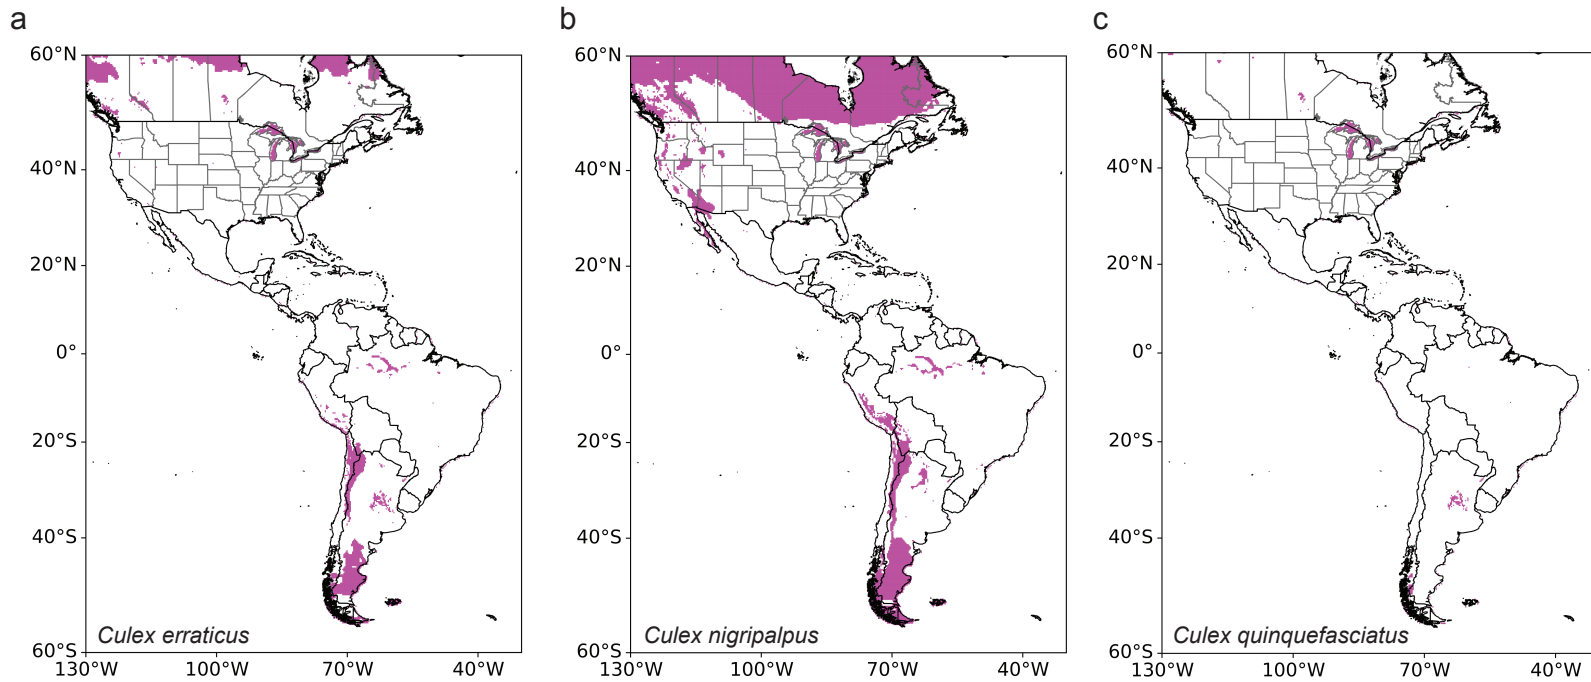 a
60°N
40°N
20°N
0°
20°S
40°S
60°S
130°W
100°W
70°W
40°W
Culex erraticus
b
60°N
40°N
20°N
0°
20°S
40°S
60°S
130°W
100°W
70°W
40°W
Culex nigripalpus
c
60°N
40°N
20°N
0°
20°S
40°S
60°S
130°W
100°W
70°W
40°W
Culex quinquefasciatus